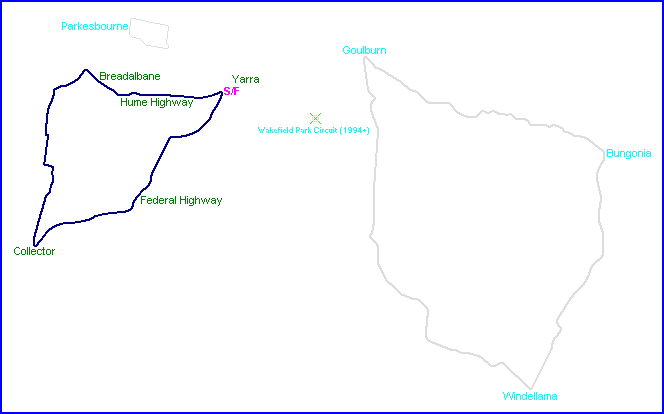 Parkesbourne
Goulburn
Breadalbane
Yarra
S/F
Hume Highway
Wakefield Park Circuit (1994+)
Bungonia
Federal Highway
Collector
Windellama